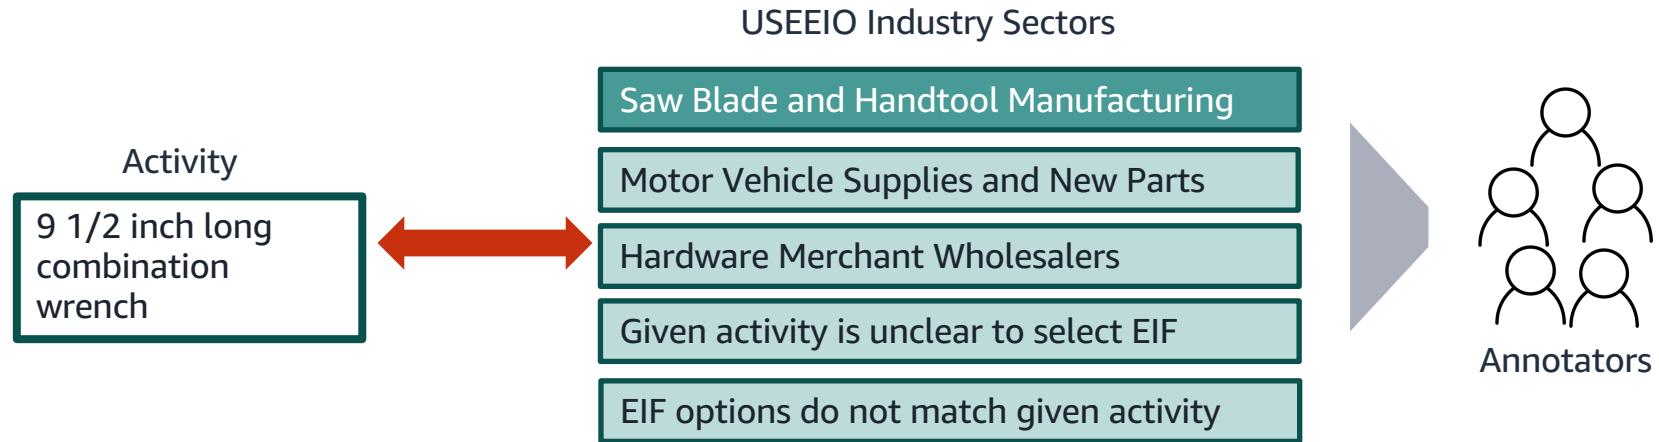 USEEIO Industry Sectors
Saw Blade and Handtool Manufacturing
Activity
Motor Vehicle Supplies and New Parts
9 1/2 inch long
combination
wrench
Hardware Merchant Wholesalers
Given activity is unclear to select EIF
EIF options do not match given activity
Annotators